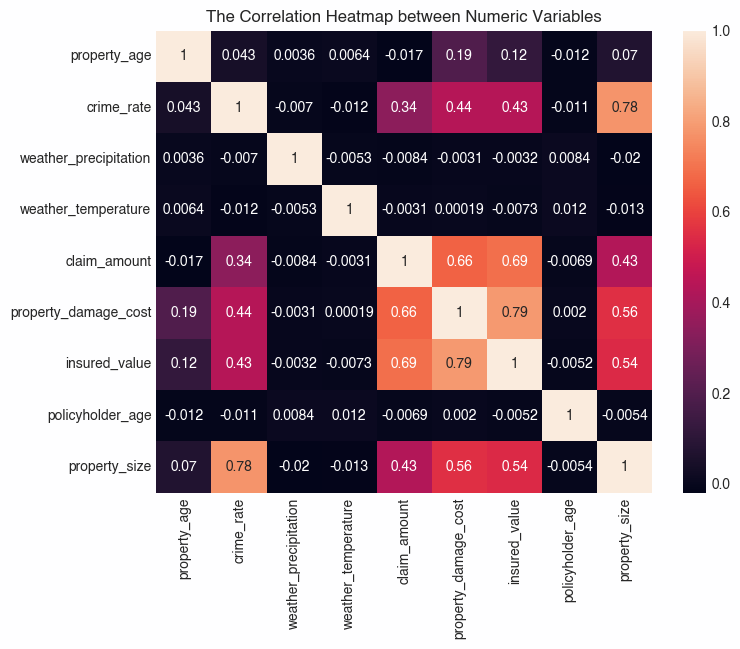 The Correlation Heatmap between Numeric Variables
property_age 1 0.043 0.0036 0.0064 -0.017 0.19 0.12 -0.012 0.07
crime_rate 0.043 1 -0.007 -0.012 0.34 0.44 0.43 -0.011 0.78
weather_precipitation 0.0036 -0.007 1 -0.0053 -0.0084 -0.0031 -0.0032 0.0084 -0.02
weather_temperature 0.0064 -0.012 -0.0053 1 -0.0031 0.00019 -0.0073 0.012 -0.013
claim_amount -0.017 0.34 -0.0084 -0.0031 1 0.66 0.69 -0.0069 0.43
property_damage_cost 0.19 0.44 -0.0031 0.00019 0.66 1 0.79 0.002 0.56
insured_value 0.12 0.43 -0.0032 -0.0073 0.69 0.79 1 -0.0052 0.54
policyholder_age -0.012 -0.011 0.0084 0.012 -0.0069 0.002 -0.0052 1 -0.0054
property_size 0.07 0.78 -0.02 -0.013 0.43 0.56 0.54 -0.0054 1
property_age
crime_rate
weather_precipitation
weather_temperature
claim_amount
property_damage_cost
insured_value
policyholder_age
property_size
1.0
0.8
0.6
0.4
0.2
0.0